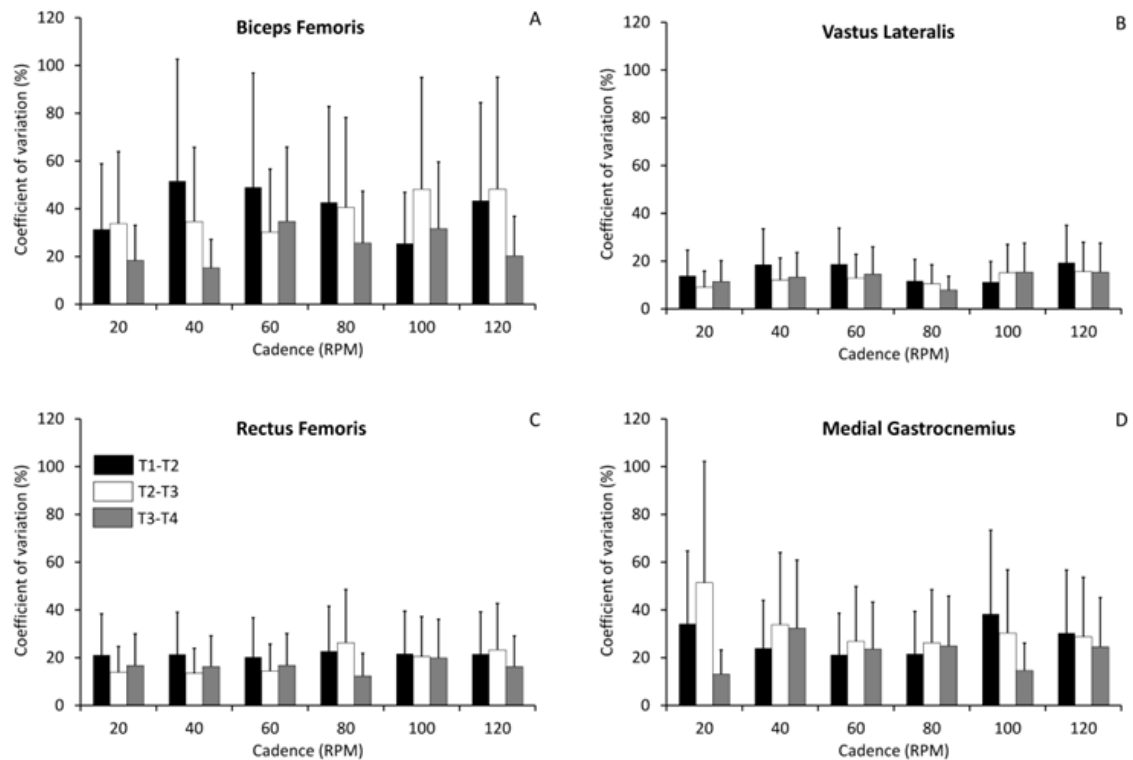 Biceps Femoris
A
Coefficient of variation (%)
120
100
80
60
40
20
0
20 40 60 80 100 120
Cadence (RPM)
Vastus Lateralis
B
Coefficient of variation (%)
120
100
80
60
40
20
0
20 40 60 80 100 120
Cadence (RPM)
Rectus Femoris
C
Coefficient of variation (%)
120
100
80
60
40
20
0
T1-T2
T2-T3
T3-T4
20 40 60 80 100 120
Cadence (RPM)
Medial Gastrocnemius
D
Coefficient of variation (%)
120
100
80
60
40
20
0
20 40 60 80 100 120
Cadence (RPM)